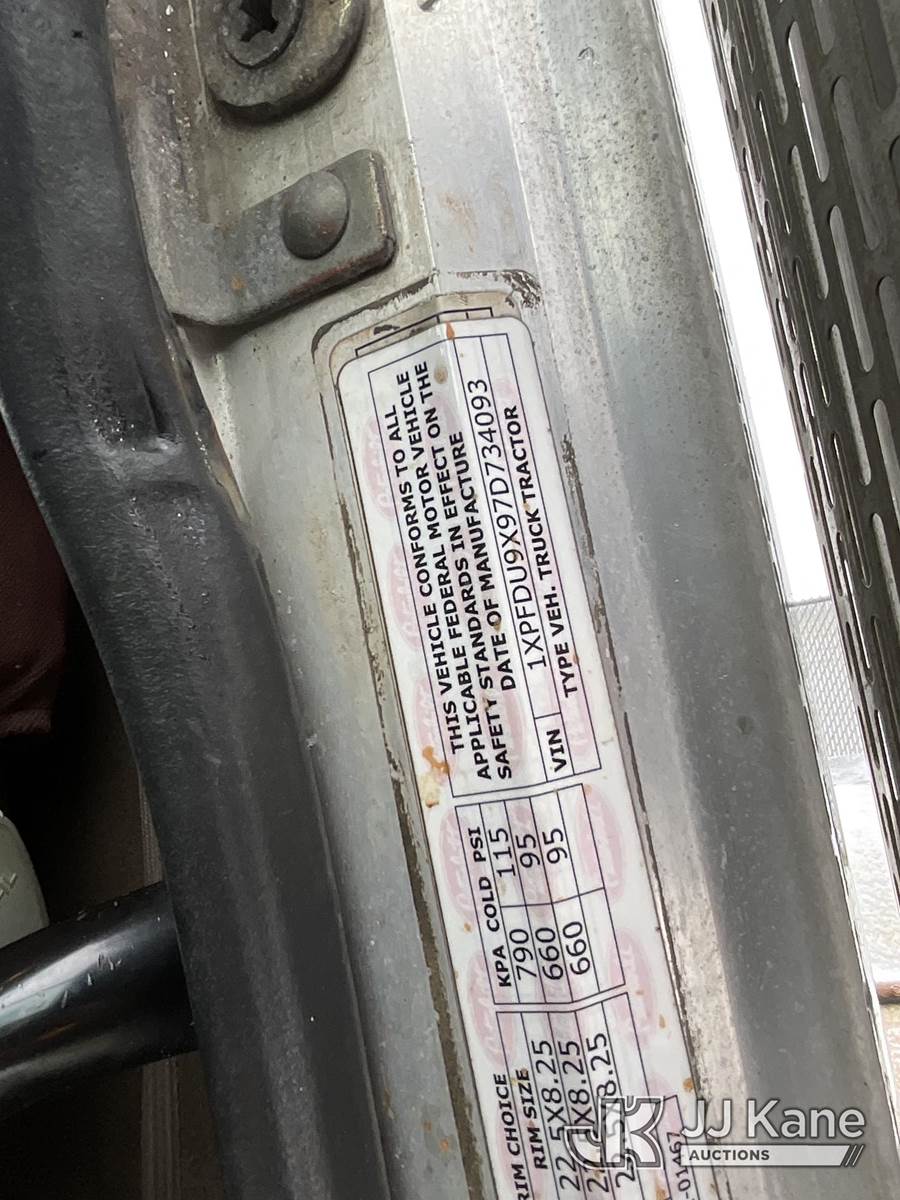 THIS VEHICLE CONFORMS TO ALL
APPLICABLE FEDERAL MOTOR VEHICLE
SAFETY STANDARDS IN EFFECT ON THE
DATE OF MANUFACTURE
VIN 1XPFDU9X97D734093
TYPE VEH. TRUCK TRACTOR
KPA COLD PSI
790 115
660 95
660 95
RIM CHOICE
RIM SIZE
22.5X8.25
8.25
JJ Kane
AUCTIONS